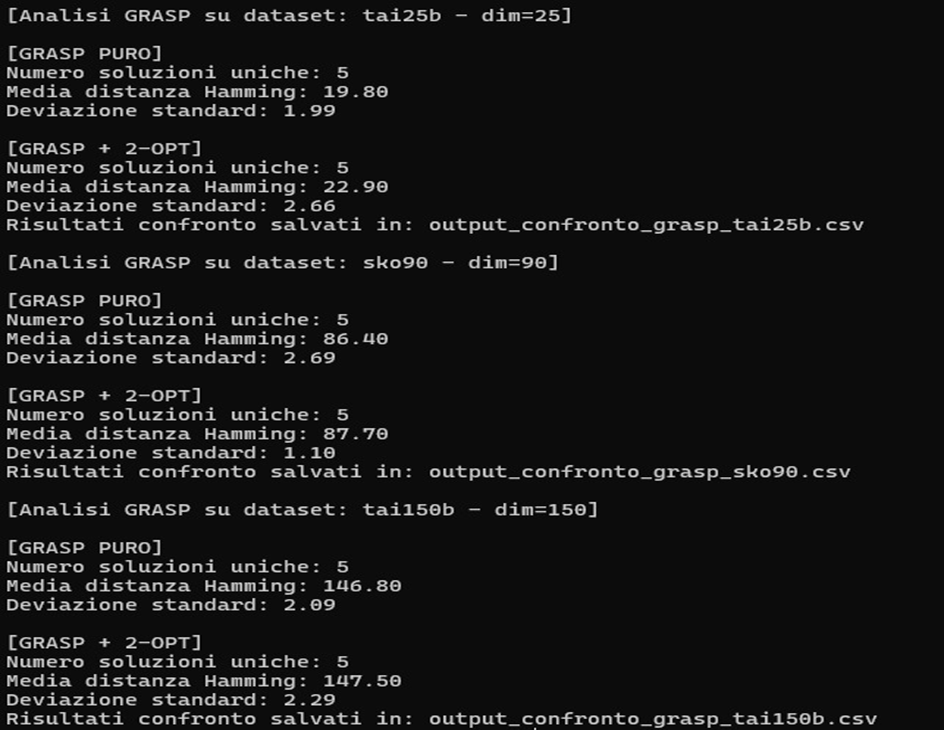 [Analisi GRASP su dataset: tai25b - dim=25]
[GRASP PURO]
Numero soluzioni uniche: 5
Media distanza Hamming: 19.80
Deviazione standard: 1.99
[GRASP + 2-OPT]
Numero soluzioni uniche: 5
Media distanza Hamming: 22.90
Deviazione standard: 2.66
Risultati confronto salvati in: output_confronto_grasp_tai25b.csv
[Analisi GRASP su dataset: sko90 - dim=90]
[GRASP PURO]
Numero soluzioni uniche: 5
Media distanza Hamming: 86.40
Deviazione standard: 2.69
[GRASP + 2-OPT]
Numero soluzioni uniche: 5
Media distanza Hamming: 87.70
Deviazione standard: 1.10
Risultati confronto salvati in: output_confronto_grasp_sko90.csv
[Analisi GRASP su dataset: tai150b - dim=150]
[GRASP PURO]
Numero soluzioni uniche: 5
Media distanza Hamming: 146.80
Deviazione standard: 2.09
[GRASP + 2-OPT]
Numero soluzioni uniche: 5
Media distanza Hamming: 147.50
Deviazione standard: 2.29
Risultati confronto salvati in: output_confronto_grasp_tai150b.csv